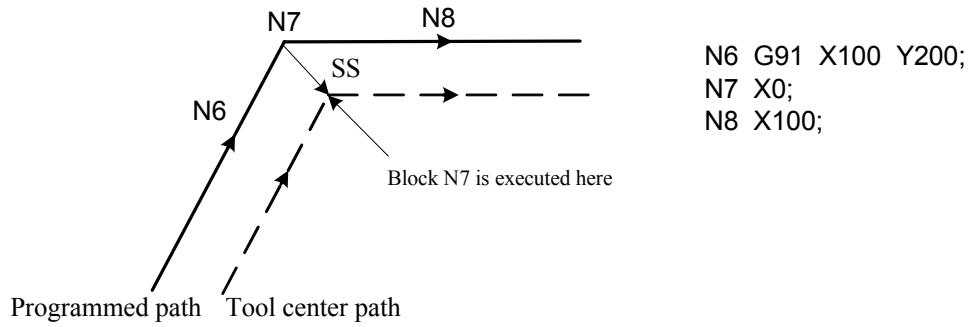 N7
N8
SS
N6
Block N7 is executed here
Programmed path
Tool center path
N6 G91 X100 Y200;
N7 X0;
N8 X100;